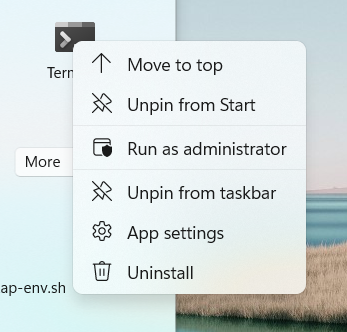 Move to top
Unpin from Start
Run as administrator
Unpin from taskbar
App settings
Uninstall
More
ap-env.sh